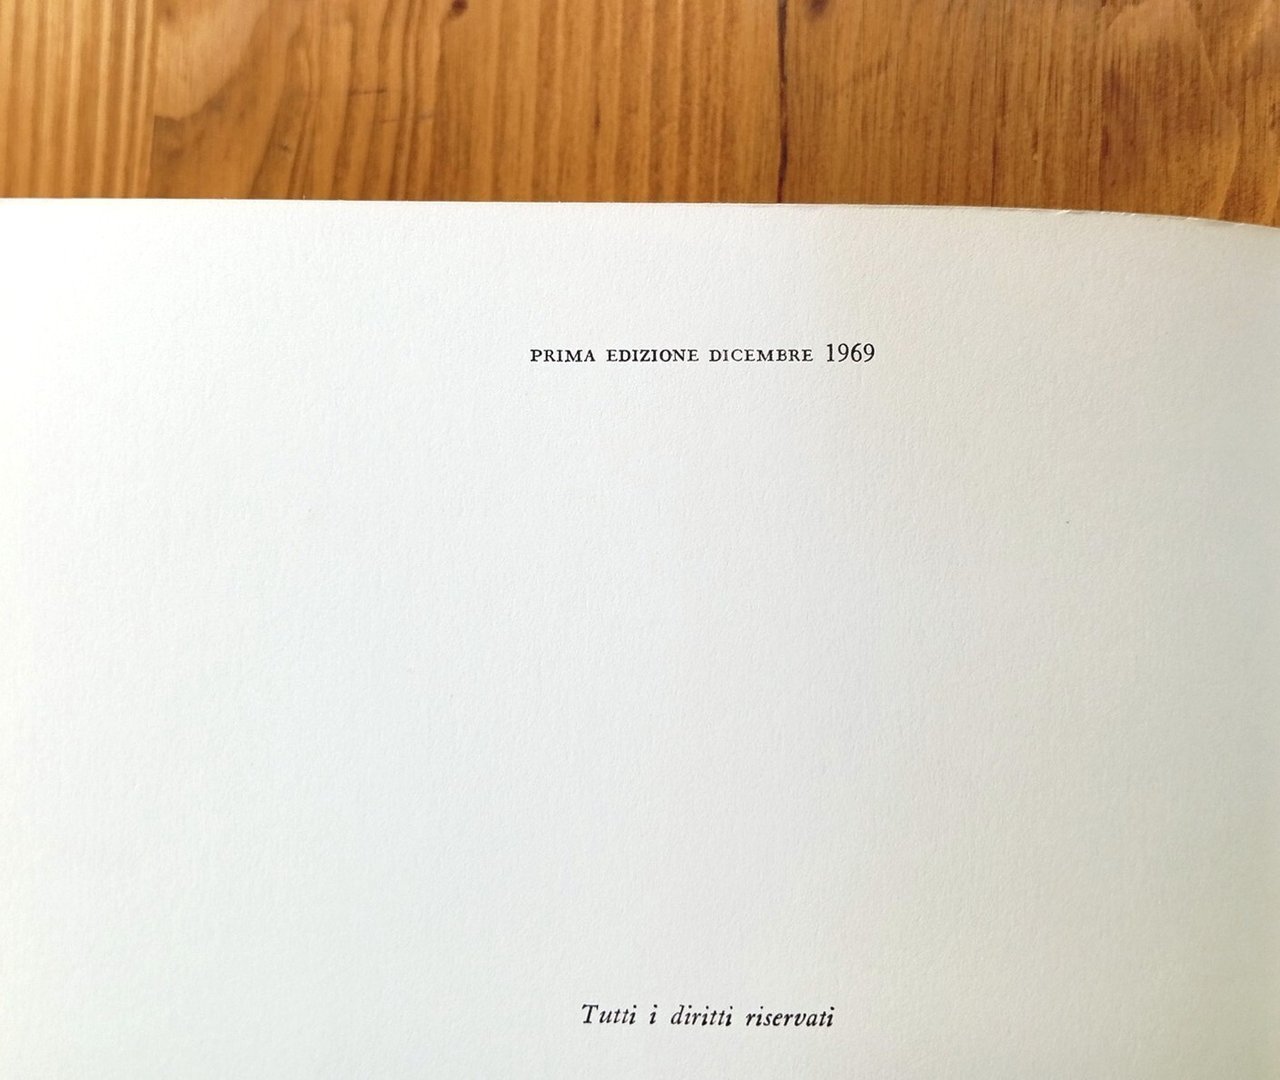 PRIMA EDIZIONE DICEMBRE 1969
Tutti i diritti riservati